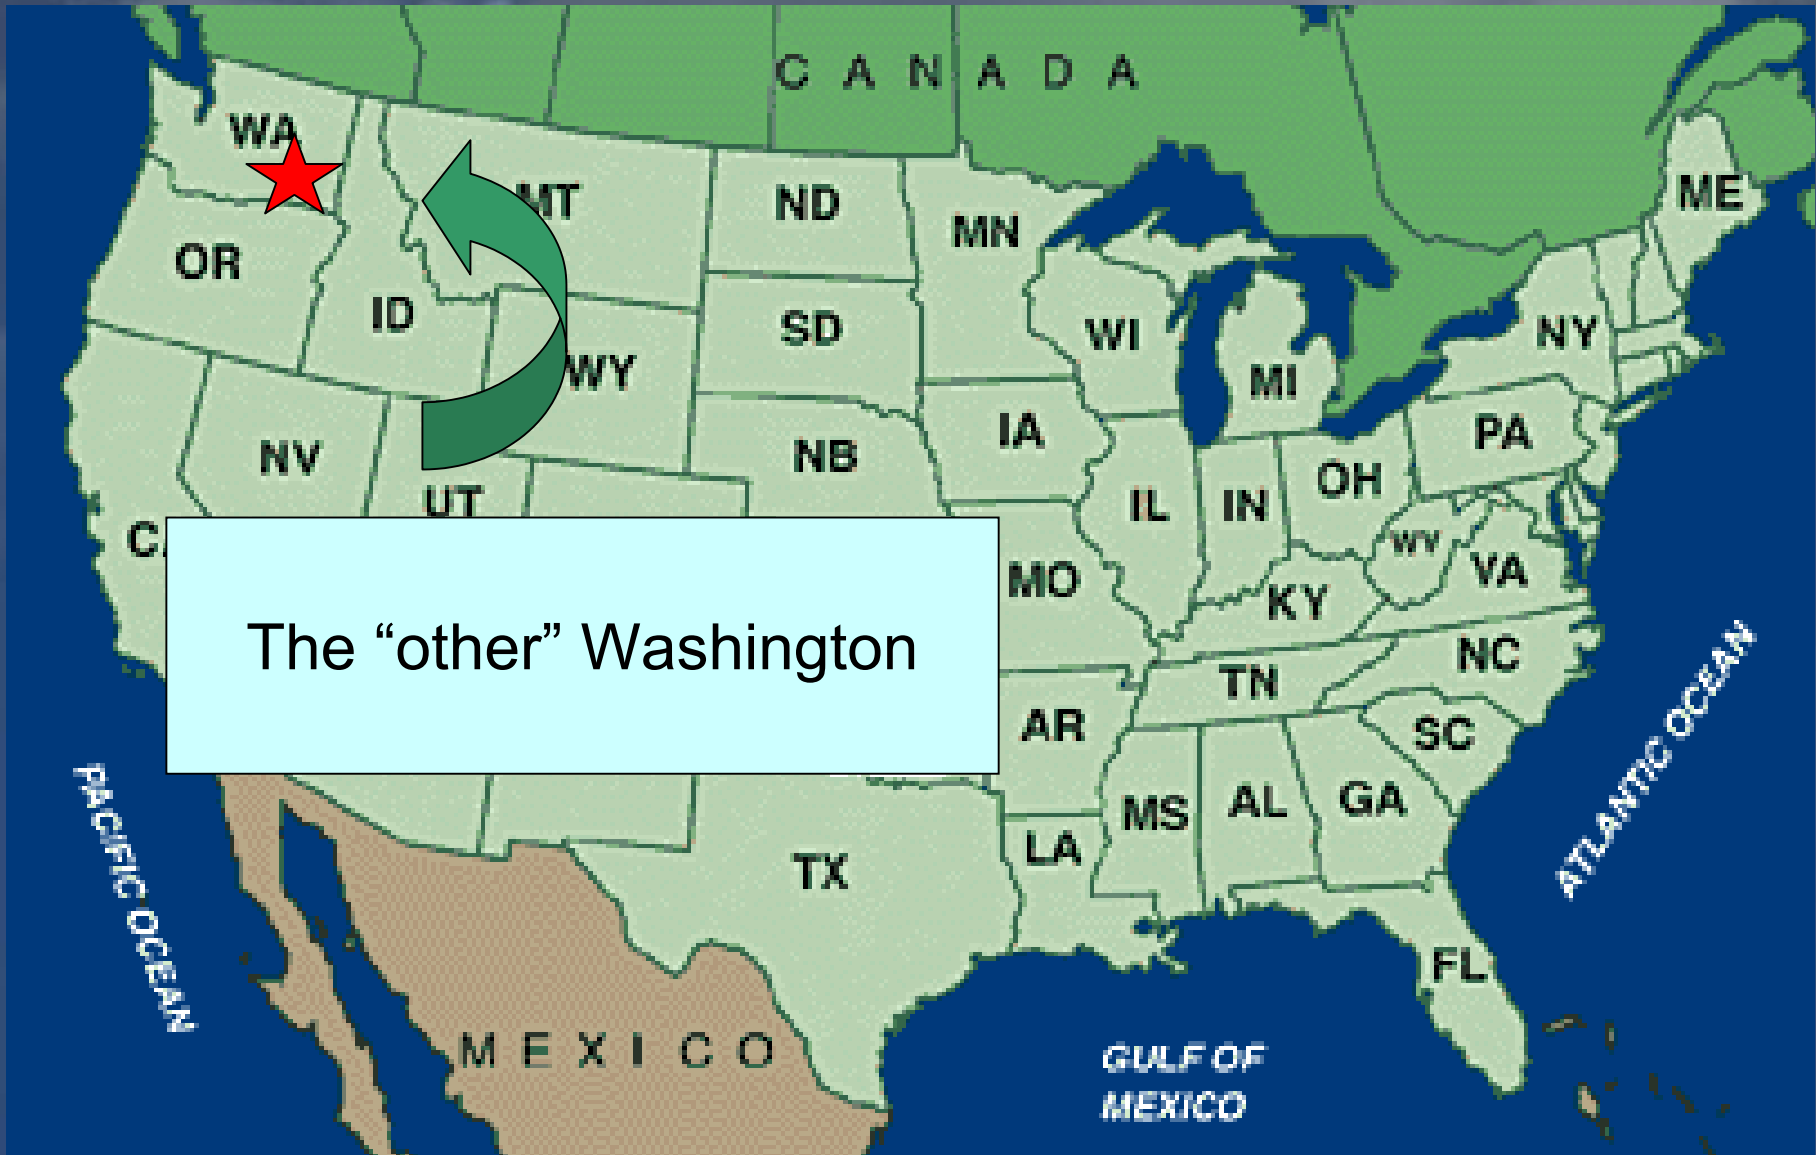 CANADA
WA
MT
ND
MN
ME
OR
ID
SD
WI
NY
WY
MI
NV
NB
IA
PA
UT
IL
IN
OH
WV
VA
MO
KY
The “other” Washington
NC
TN
AR
SC
MS
AL
GA
LA
TX
FL
PACIFIC OCEAN
ATLANTIC OCEAN
MEXICO
GULF OF
MEXICO